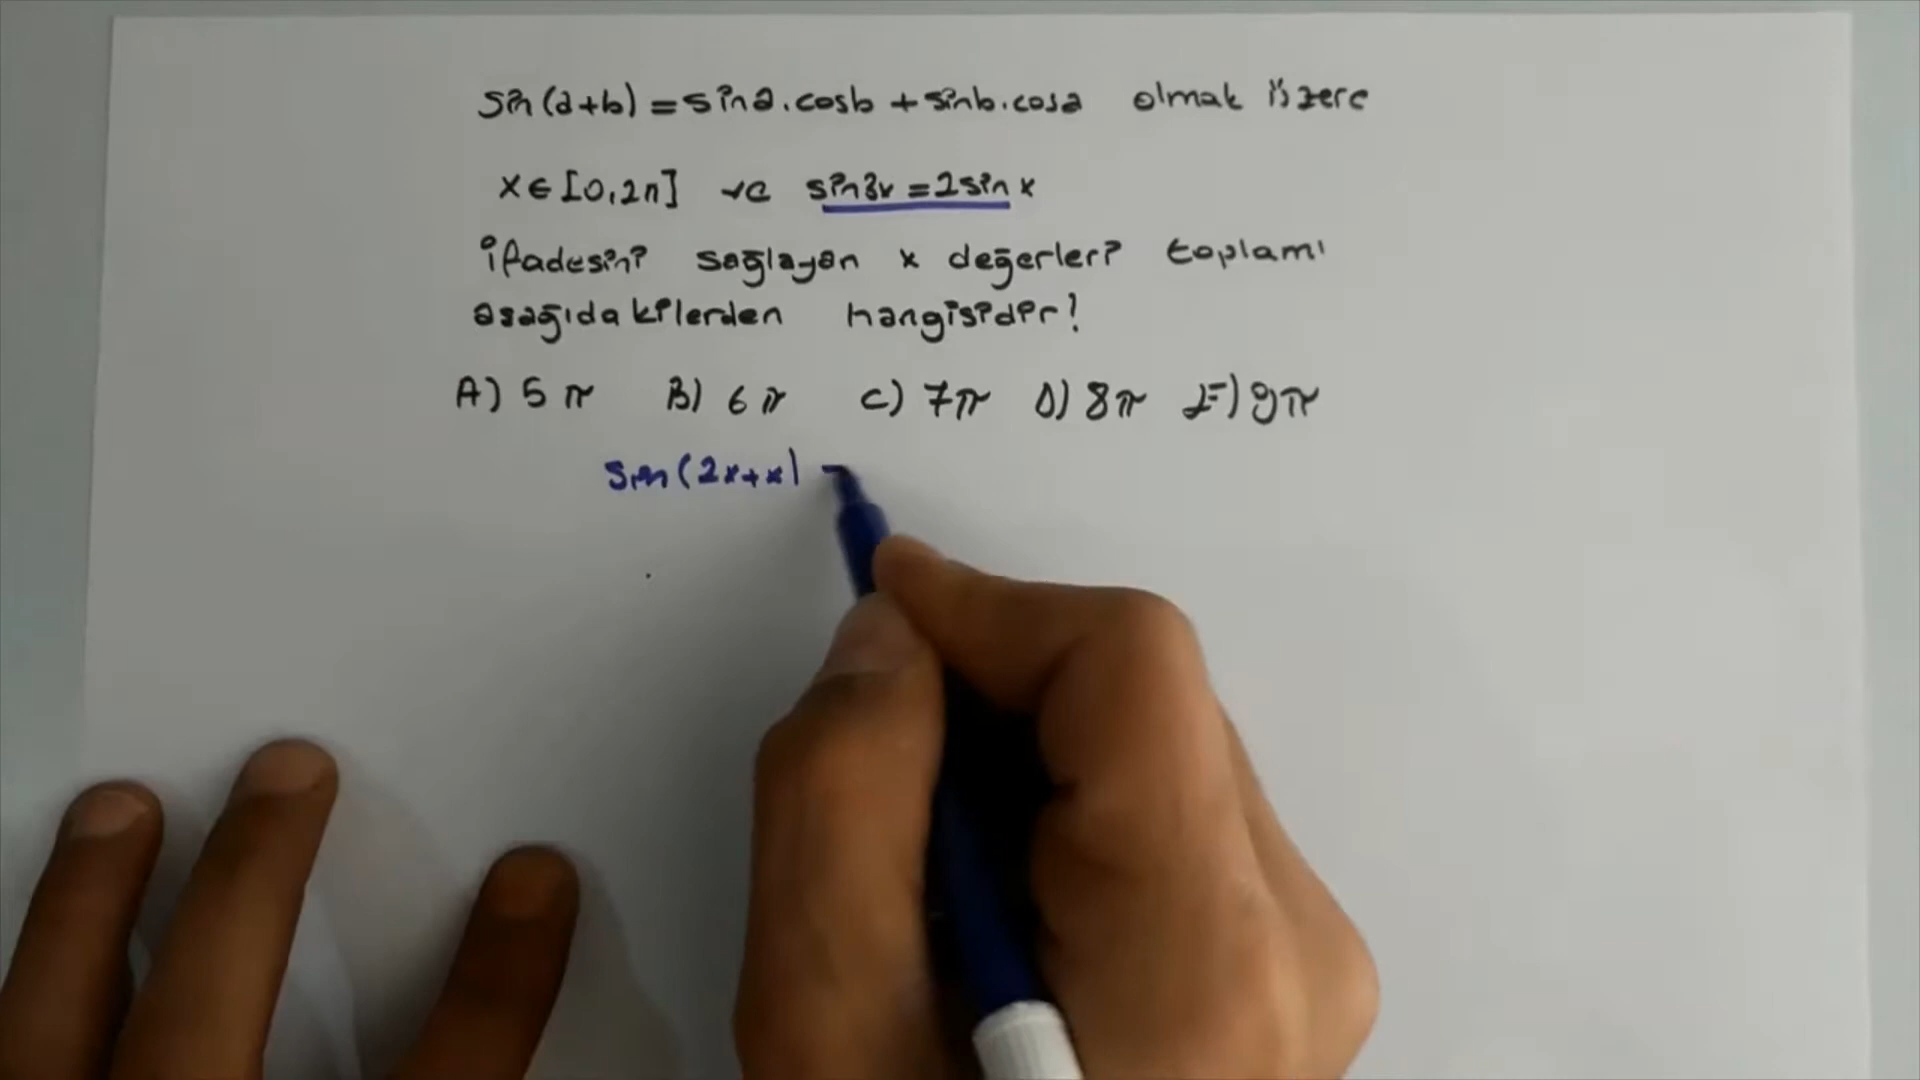 sin(a+b) = sina.cosb + sinb.cosa olmak üzere
x∈[0,2π] ve sin3x = 2sinx
ifadesini sağlayan x değerleri toplamı
aşağıdakilerden hangisidir?
A) 5π B) 6π C) 7π D) 8π E) 9π
sin(2x+x) =